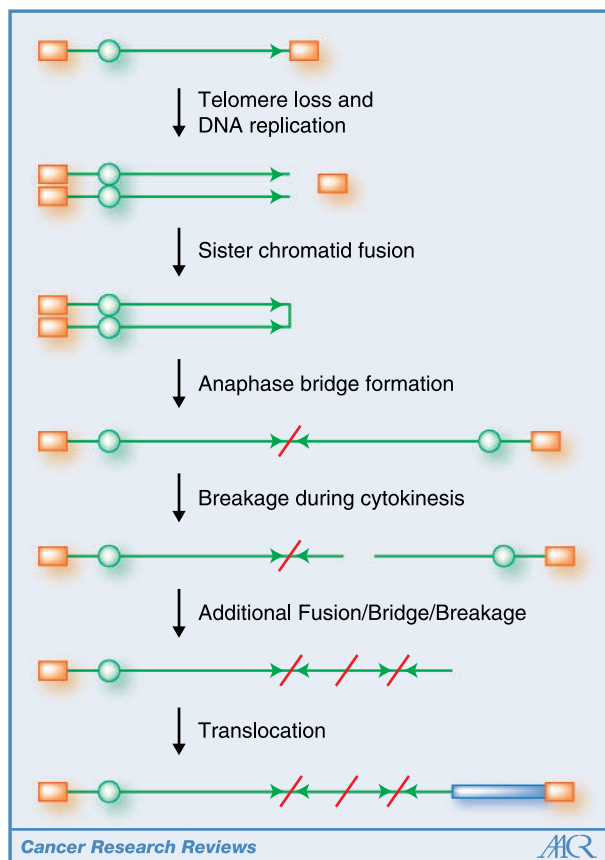 Telomere loss and
DNA replication
Sister chromatid fusion
Anaphase bridge formation
Breakage during cytokinesis
Additional Fusion/Bridge/Breakage
Translocation
Cancer Research Reviews
AACR